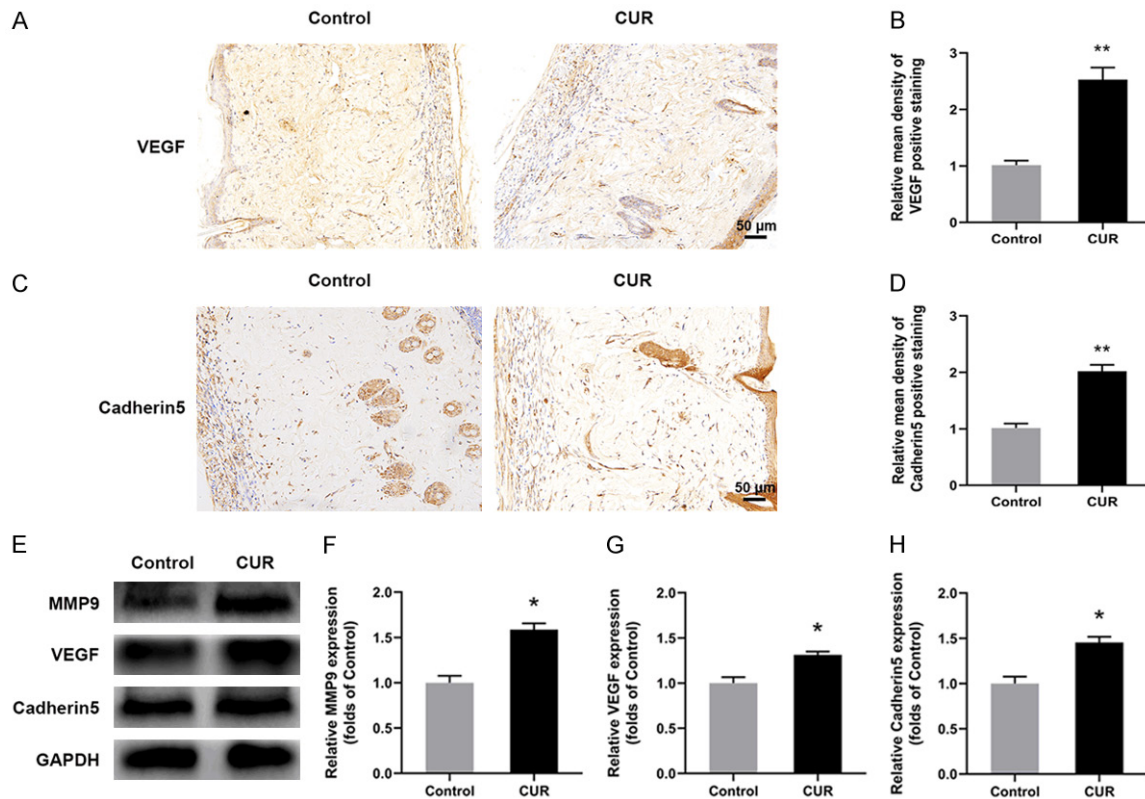 A
Control
CUR
VEGF
50 µm
B
Relative mean density of
VEGF positive staining
3
2
1
0
**
Control
CUR
C
Control
CUR
Cadherin5
50 µm
D
Relative mean density of
Cadherin5 positive staining
3
2
1
0
**
Control
CUR
E
Control
CUR
MMP9
VEGF
Cadherin5
GAPDH
F
Relative MMP9 expression
(folds of Control)
2.0
1.5
1.0
0.5
0.0
*
Control
CUR
G
Relative VEGF expression
(folds of Control)
2.0
1.5
1.0
0.5
0.0
*
Control
CUR
H
Relative Cadherin5 expression
(folds of Control)
2.0
1.5
1.0
0.5
0.0
*
Control
CUR